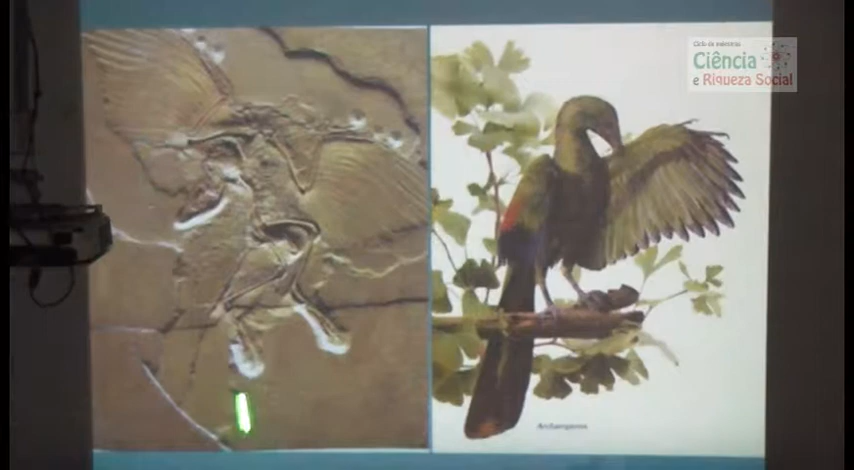 Ciclo de palestras
Ciência
e Riqueza Social
Archaeopteryx